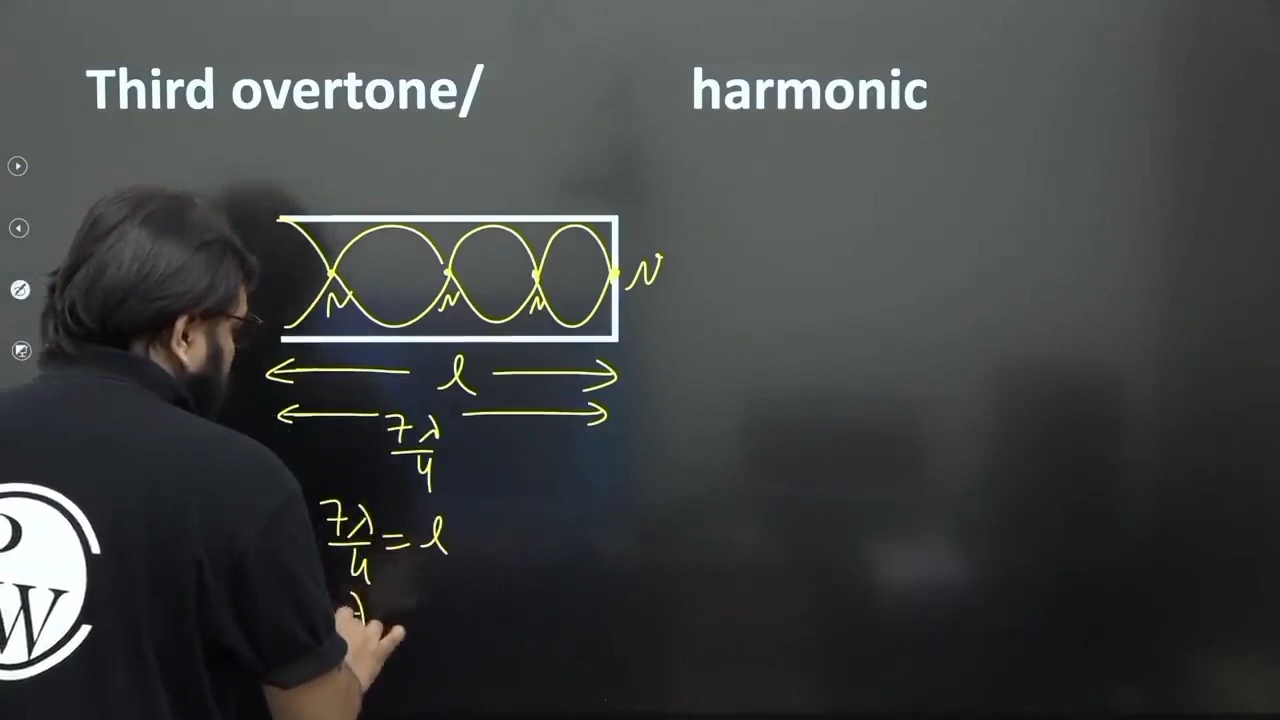 Third overtone/ harmonic
N N N N
l
7λ/4
7λ/4 = l
λ
P
W